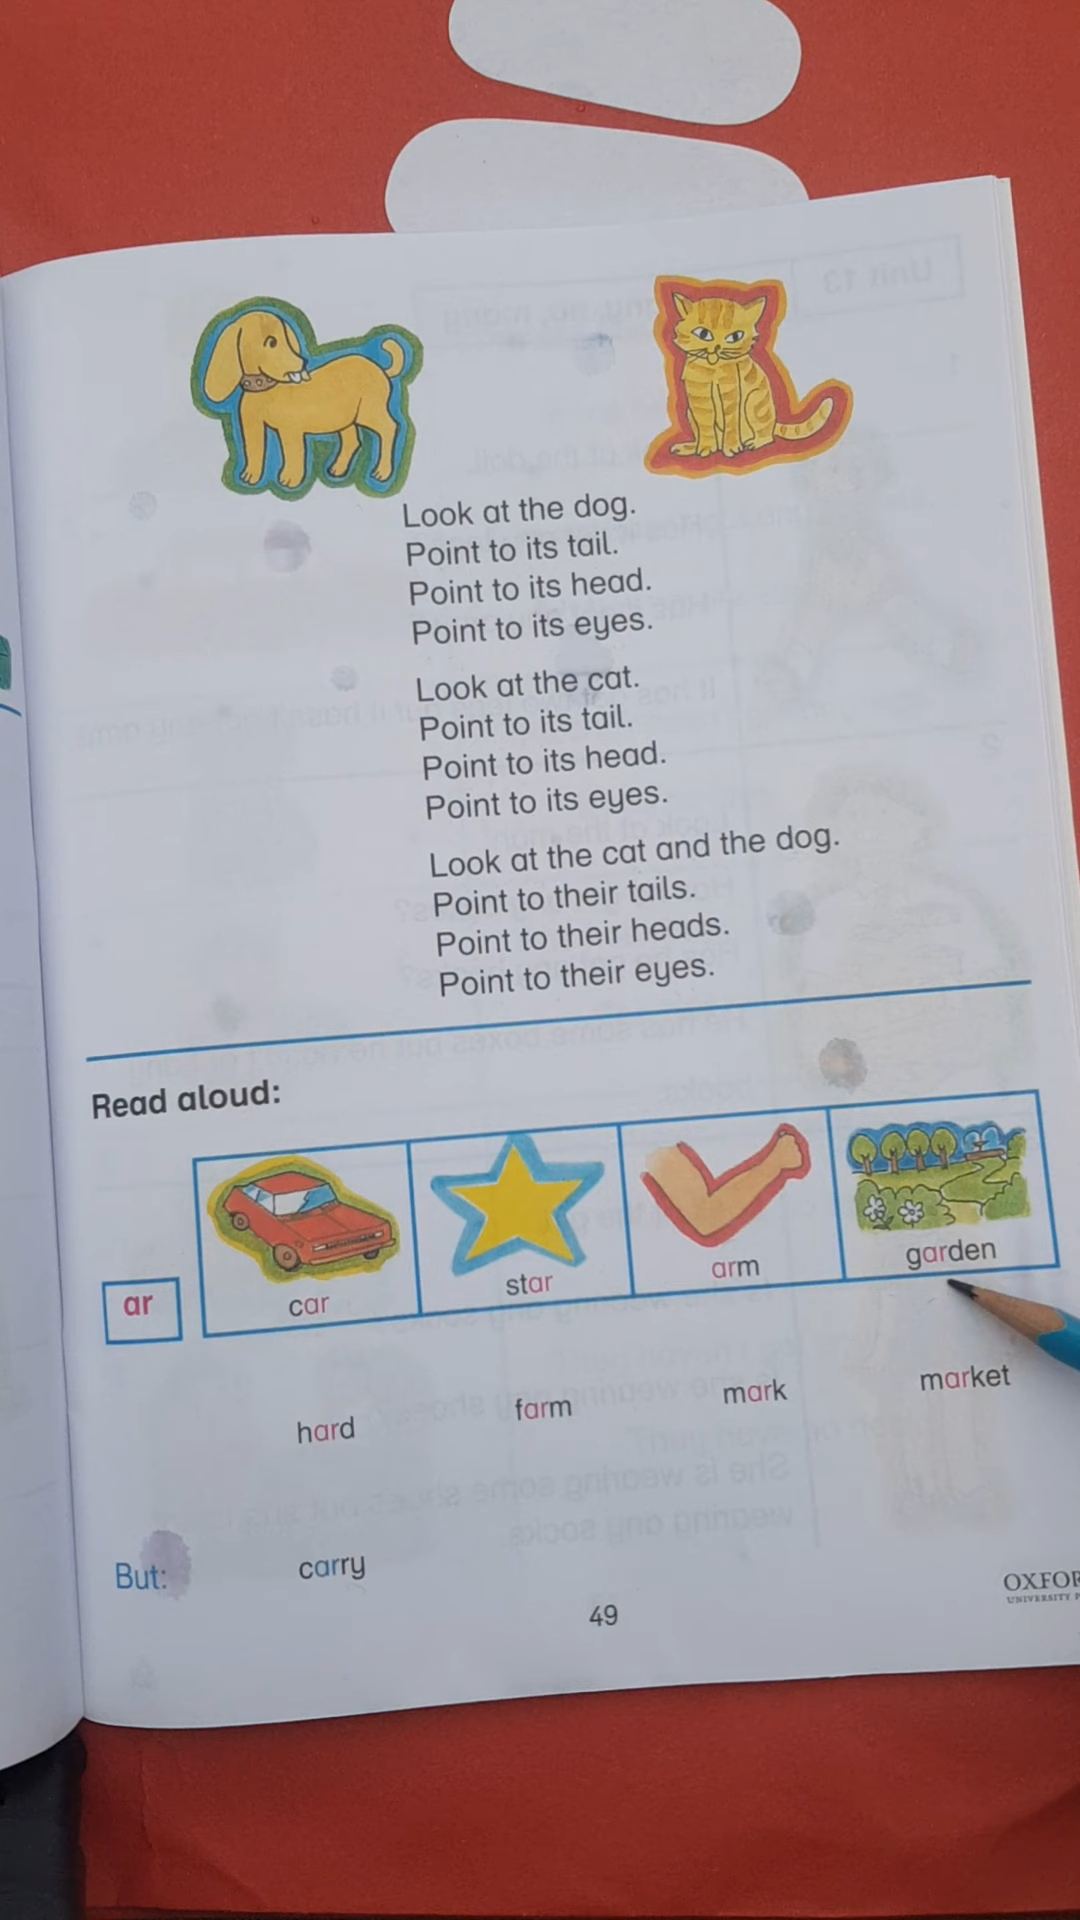 Look at the dog.
Point to its tail.
Point to its head.
Point to its eyes.
Look at the cat.
Point to its tail.
Point to its head.
Point to its eyes.
Look at the cat and the dog.
Point to their tails.
Point to their heads.
Point to their eyes.
Read aloud:
ar car star arm garden
hard farm mark market
But: carry
49
UNIVERSITY